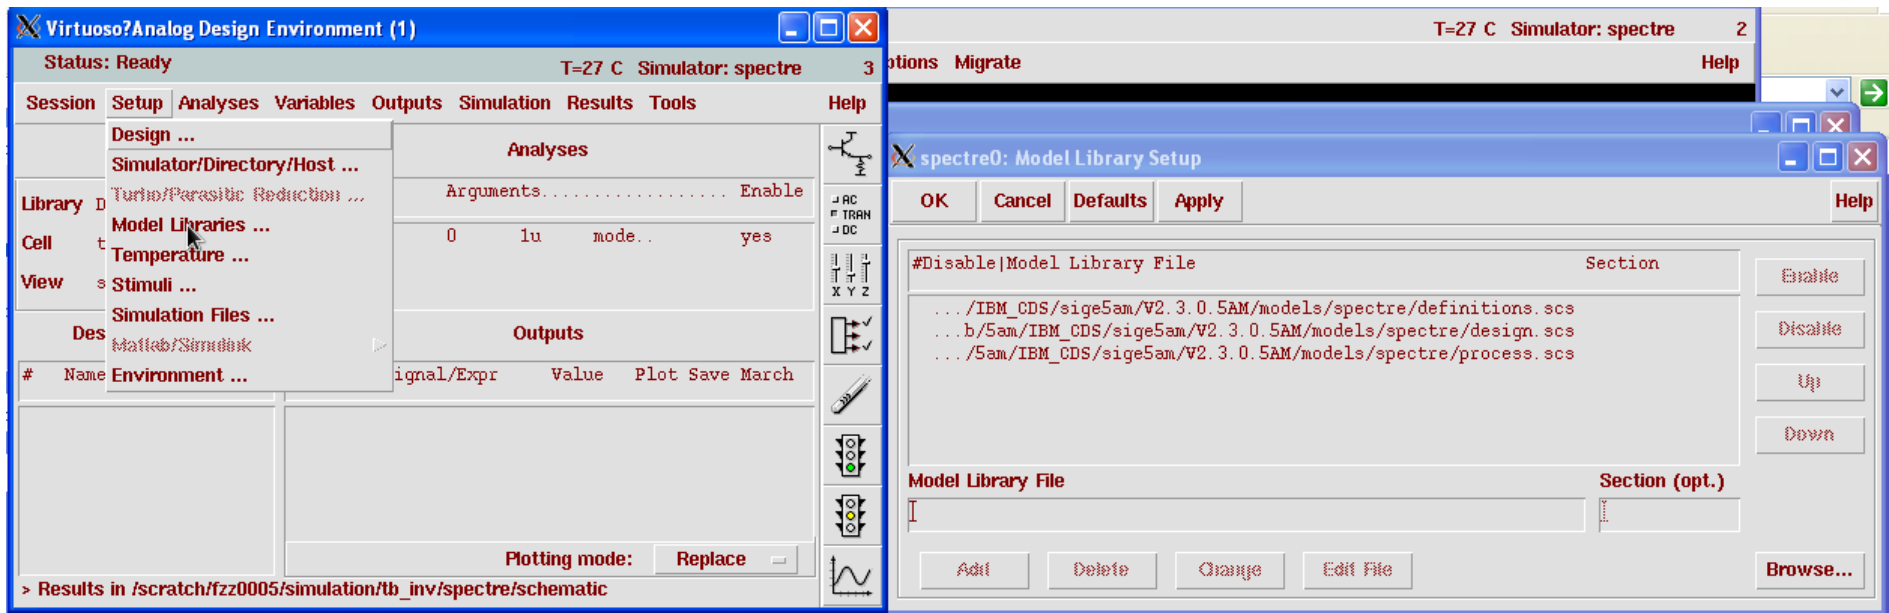 Virtuoso?Analog Design Environment (1)
Status: Ready
T=27 C Simulator: spectre 3
Session Setup Analyses Variables Outputs Simulation Results Tools Help
Design ...
Simulator/Directory/Host ...
Turbo/Parasitic Reduction ...
Model Libraries ...
Temperature ...
Stimuli ...
Simulation Files ...
Matlab/Simulink
Environment ...
Analyses
Library D
Arguments................... Enable
Cell t
0 1u mode.. yes
View s
Des
Outputs
# Name
ignal/Expr Value Plot Save March
Plotting mode: Replace
> Results in /scratch/fzz0005/simulation/tb_inv/spectre/schematic
AC
TRAN
DC
X Y Z
T=27 C Simulator: spectre 2
ptions Migrate Help
spectre0: Model Library Setup
OK Cancel Defaults Apply Help
#Disable|Model Library File Section
.../IBM_CDS/sige5am/V2.3.0.5AM/models/spectre/definitions.scs
...b/5am/IBM_CDS/sige5am/V2.3.0.5AM/models/spectre/design.scs
.../5am/IBM_CDS/sige5am/V2.3.0.5AM/models/spectre/process.scs
Enable
Disable
Up
Down
Model Library File Section (opt.)
Add Delete Change Edit File Browse...